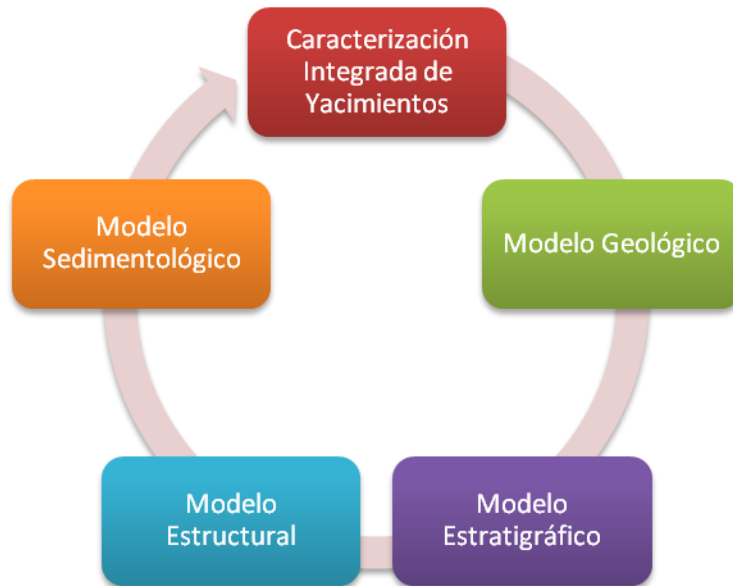 Caracterización
Integrada de
Yacimientos
Modelo Geológico
Modelo
Estratigráfico
Modelo
Estructural
Modelo
Sedimentológico